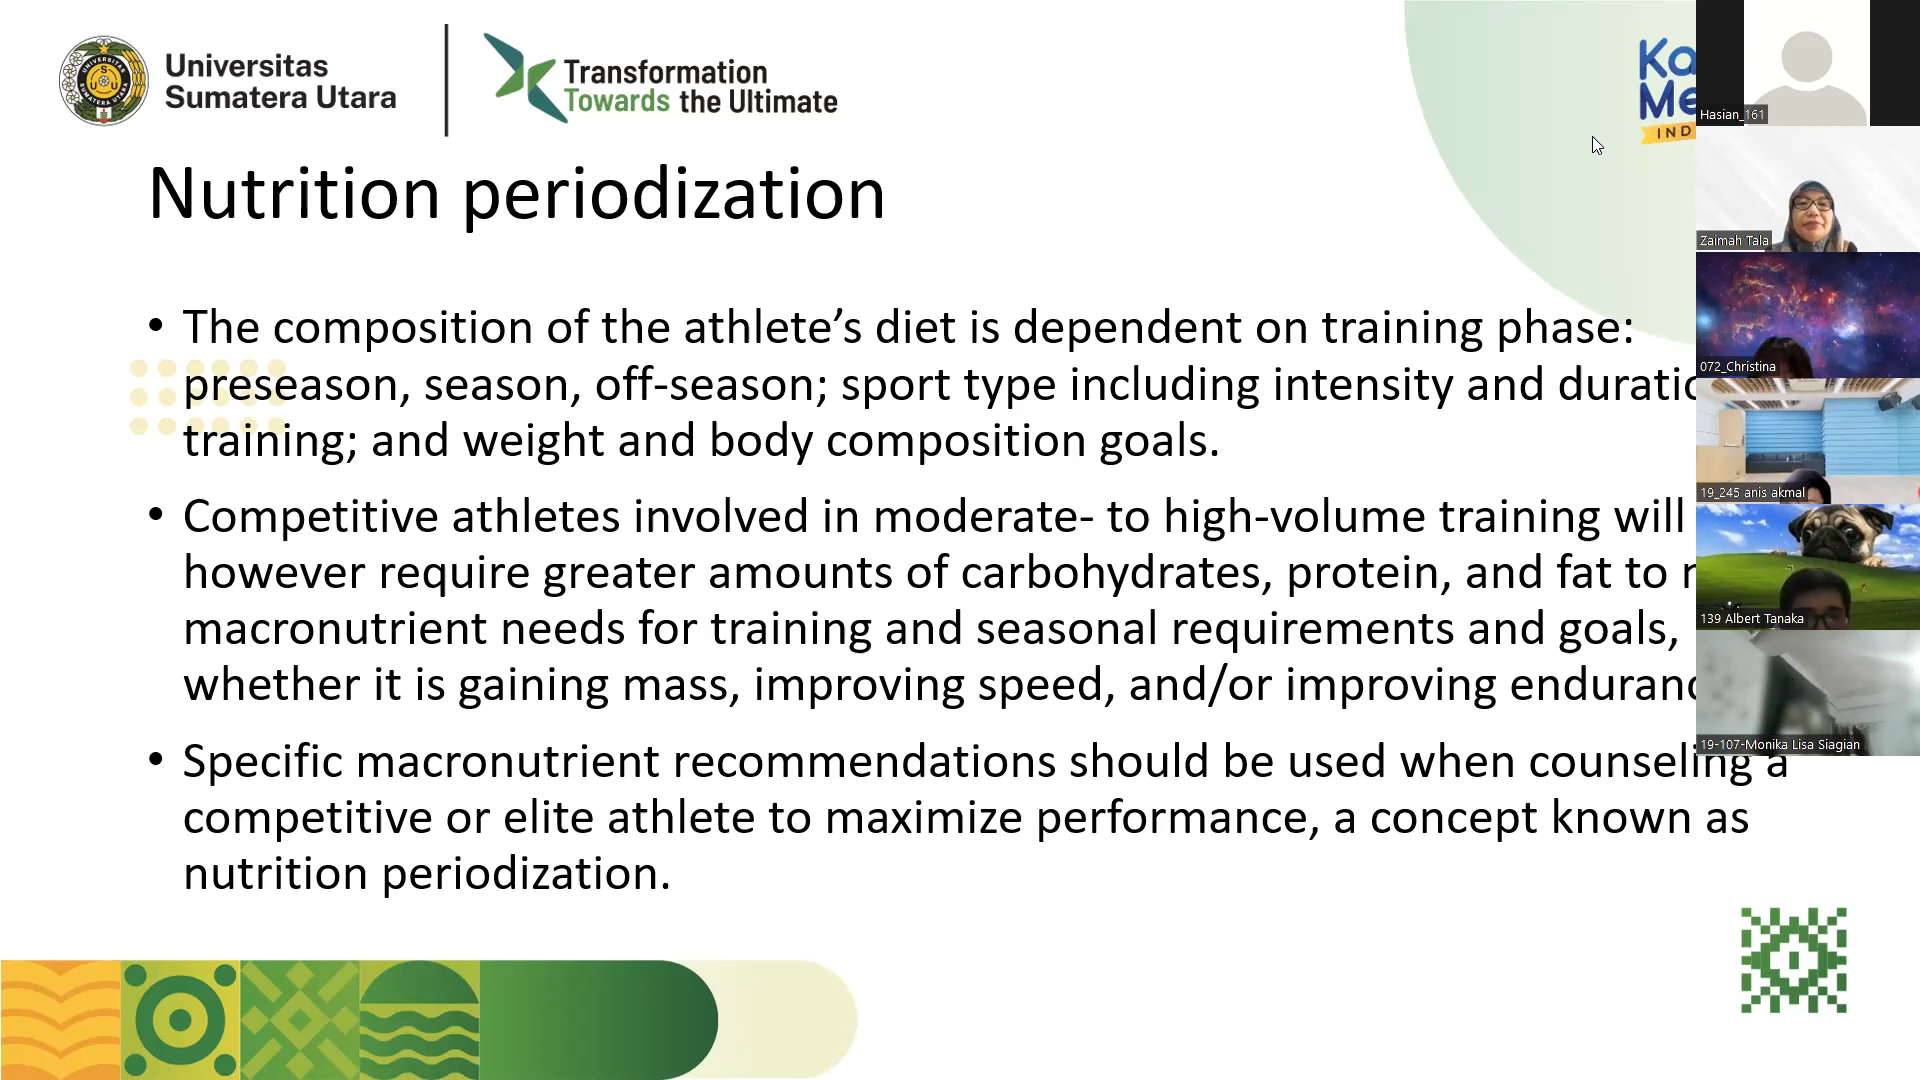 Universitas
Sumatera Utara
Transformation
Towards the Ultimate
IND
Nutrition periodization
• The composition of the athlete’s diet is dependent on training phase:
preseason, season, off-season; sport type including intensity and
training; and weight and body composition goals.
• Competitive athletes involved in moderate- to high-volume training will
however require greater amounts of carbohydrates, protein, and fat to
macronutrient needs for training and seasonal requirements and goals,
whether it is gaining mass, improving speed, and/or improving
• Specific macronutrient recommendations should be used when counseling a
competitive or elite athlete to maximize performance, a concept known as
nutrition periodization.
Hasian_161
Zaimah Tala
072_Christina
19_245 anis akmal
139 Albert Tanaka
19-107-Monika Lisa Siagian